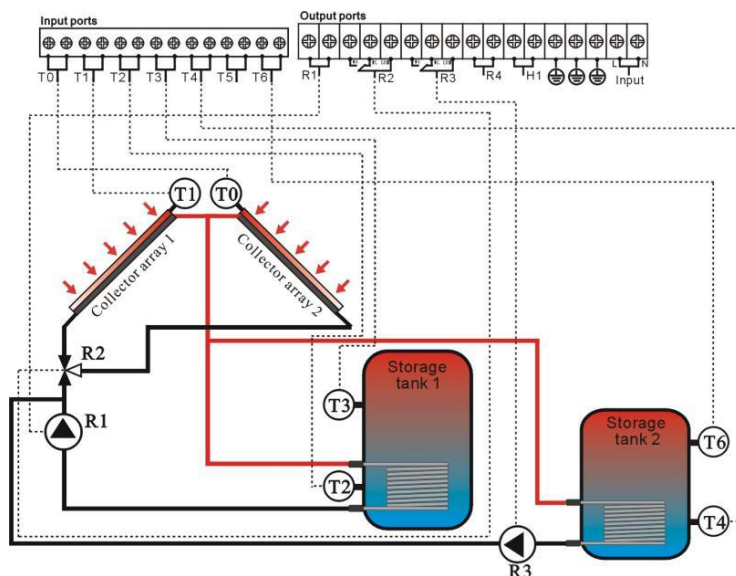 Input ports
Output ports
T0 T1 T2 T3 T4 T5 T6
R1 R2 R3 R4 H1 L N
Input
T1 T0
Collector array 1
Collector array 2
R2
Storage
tank 1
T3
R1
Storage
tank 2
T6
T2
T4
R3